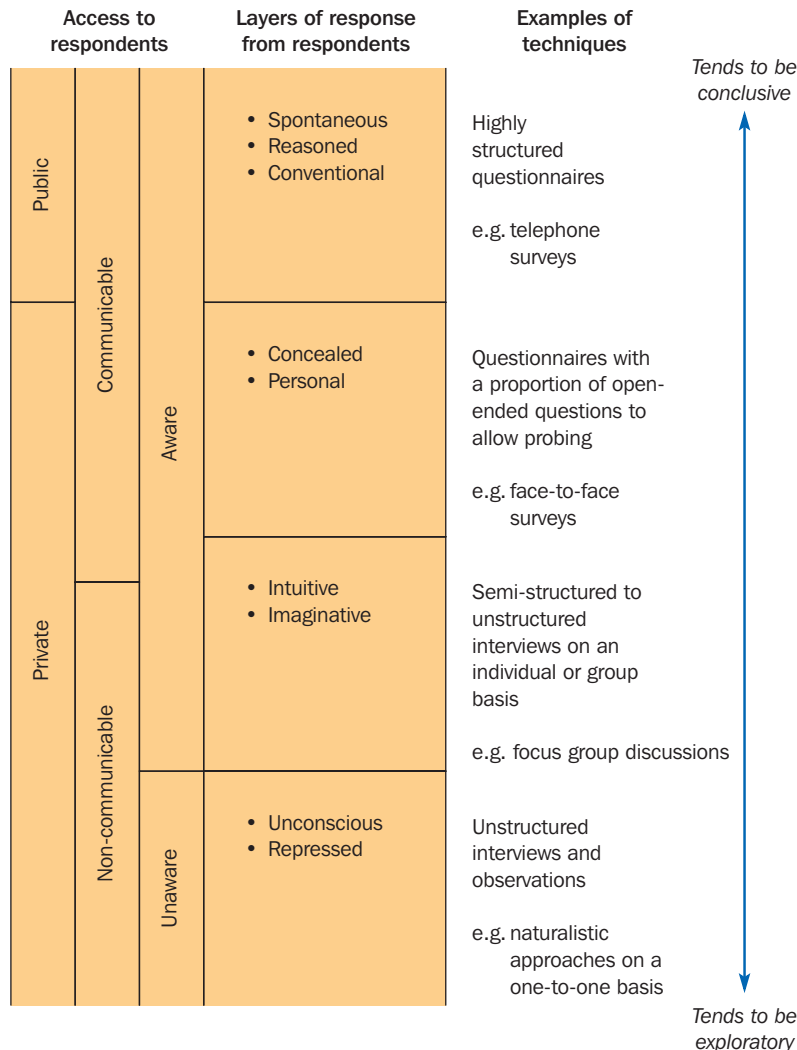 Access to
respondents
Layers of response
from respondents
Examples of
techniques
Tends to be
conclusive
Public
Private
Communicable
Non-communicable
Aware
Unaware
• Spontaneous
• Reasoned
• Conventional
Highly
structured
questionnaires
e.g. telephone
surveys
• Concealed
• Personal
Questionnaires with
a proportion of open-
ended questions to
allow probing
e.g. face-to-face
surveys
• Intuitive
• Imaginative
Semi-structured to
unstructured
interviews on an
individual or group
basis
e.g. focus group discussions
• Unconscious
• Repressed
Unstructured
interviews and
observations
e.g. naturalistic
approaches on a
one-to-one basis
Tends to be
exploratory